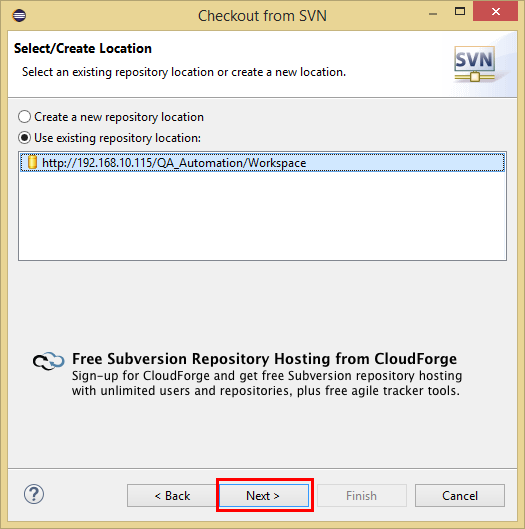 Checkout from SVN
Select/Create Location
Select an existing repository location or create a new location.
SVN
Create a new repository location
Use existing repository location:
http://192.168.10.115/QA_Automation/Workspace
Free Subversion Repository Hosting from CloudForge
Sign-up for CloudForge and get free Subversion repository hosting
with unlimited users and repositories, plus free agile tracker tools.
?
< Back
Next >
Finish
Cancel